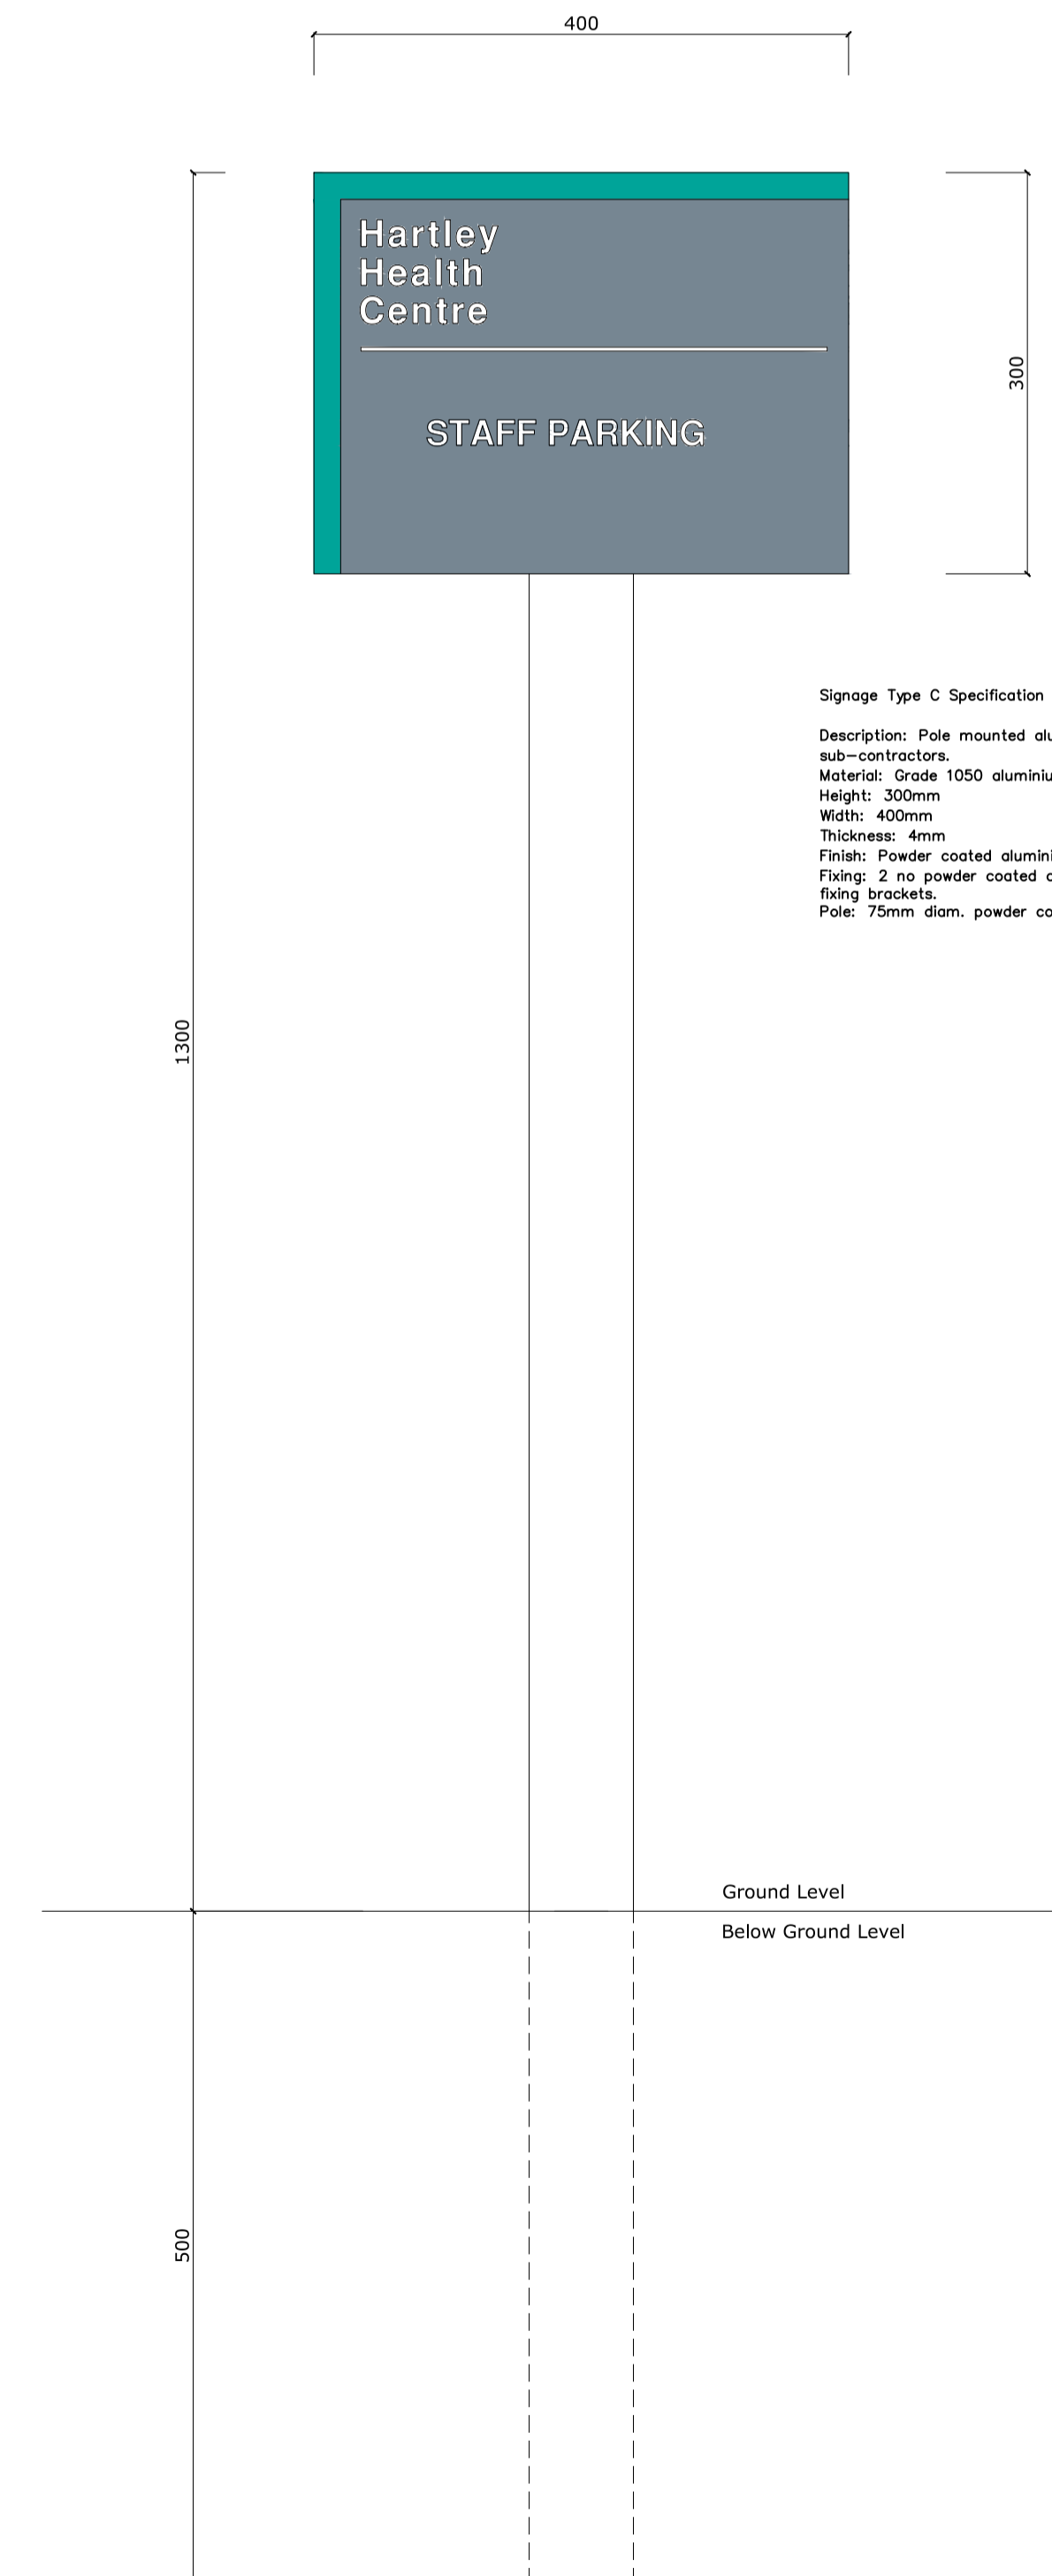 400
Hartley
Health
Centre
300
STAFF PARKING
Signage Type C Specification
Description: Pole mounted
sub-contractors.
Material: Grade 1050
Height: 300mm
Width: 400mm
Thickness: 4mm
Finish: Powder coated
Fixing: 2 no powder coated
fixing brackets.
Pole: 75mm diam. powder
1300
Ground Level
Below Ground Level
500